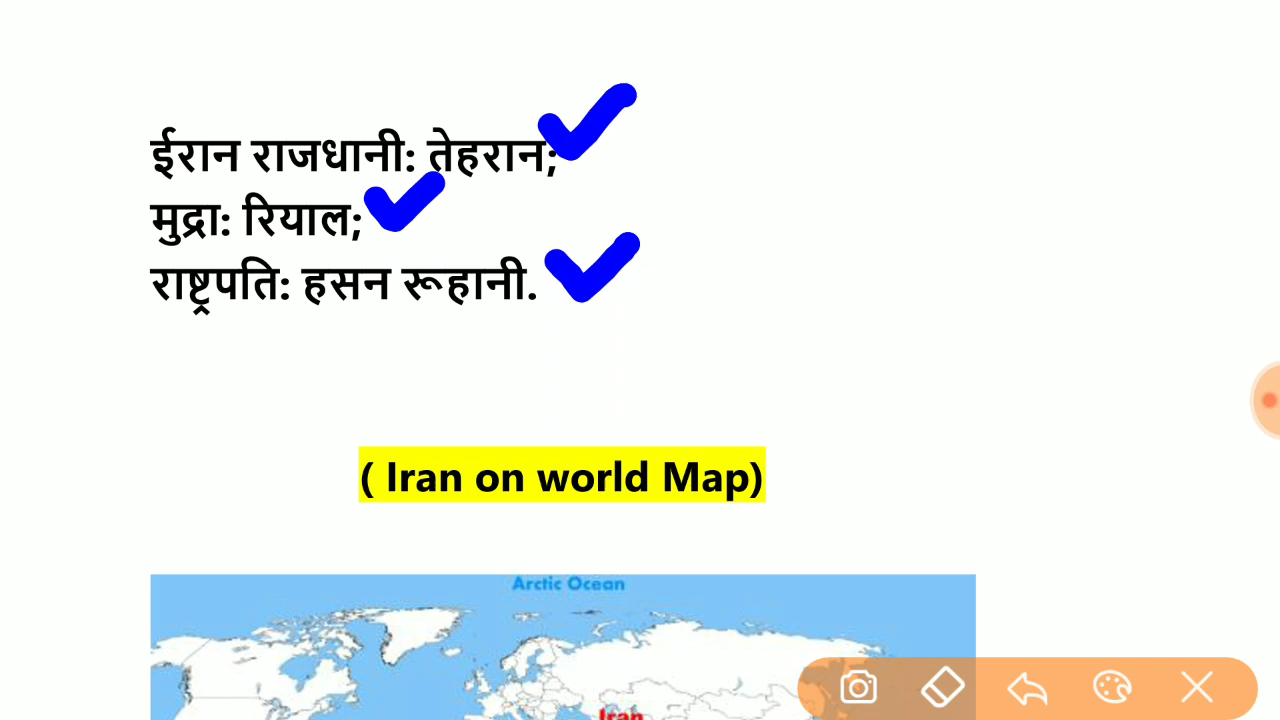 ईरान राजधानी: तेहरान;
मुद्रा: रियाल;
राष्ट्रपति: हसन रूहानी.
( Iran on world Map)
Arctic Ocean
Iran